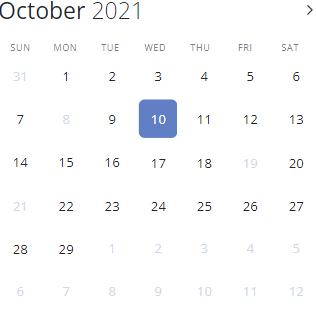 October 2021
SUN MON TUE WED THU FRI SAT
31 1 2 3 4 5 6
7 8 9 10 11 12 13
14 15 16 17 18 19 20
21 22 23 24 25 26 27
28 29 1 2 3 4 5
6 7 8 9 10 11 12